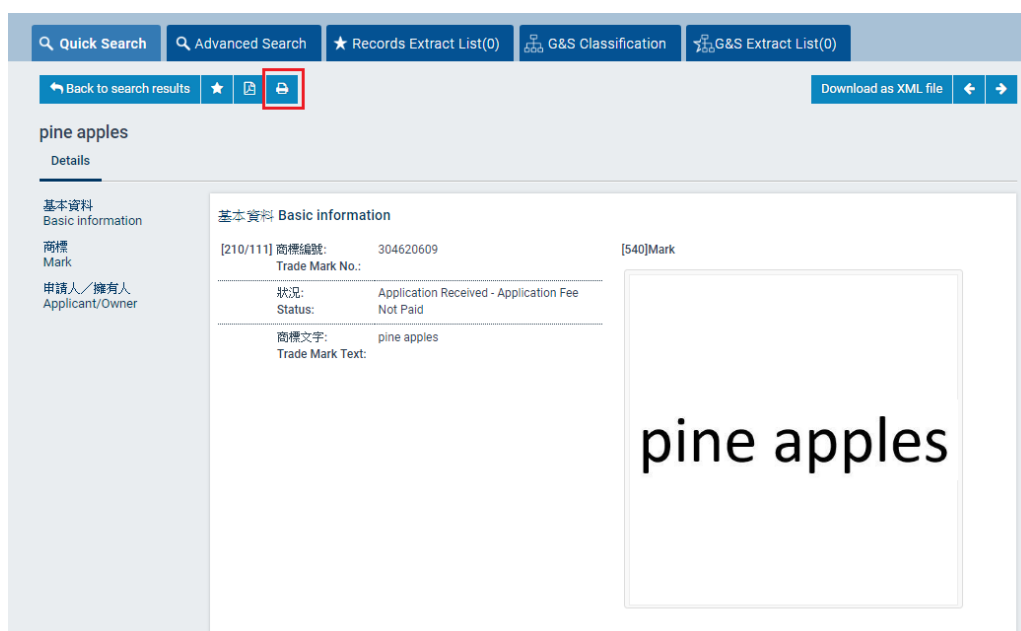 Quick Search
Advanced Search
Records Extract List(0)
G&S Classification
G&S Extract List(0)
Back to search results
Download as XML file
pine apples
Details
基本資料
Basic information
商標
Mark
申請人／擁有人
Applicant/Owner
基本資料 Basic information
[210/111] 商標編號: 304620609
Trade Mark No.:
[540]Mark
狀況: Application Received - Application Fee
Status: Not Paid
商標文字: pine apples
Trade Mark Text:
pine apples